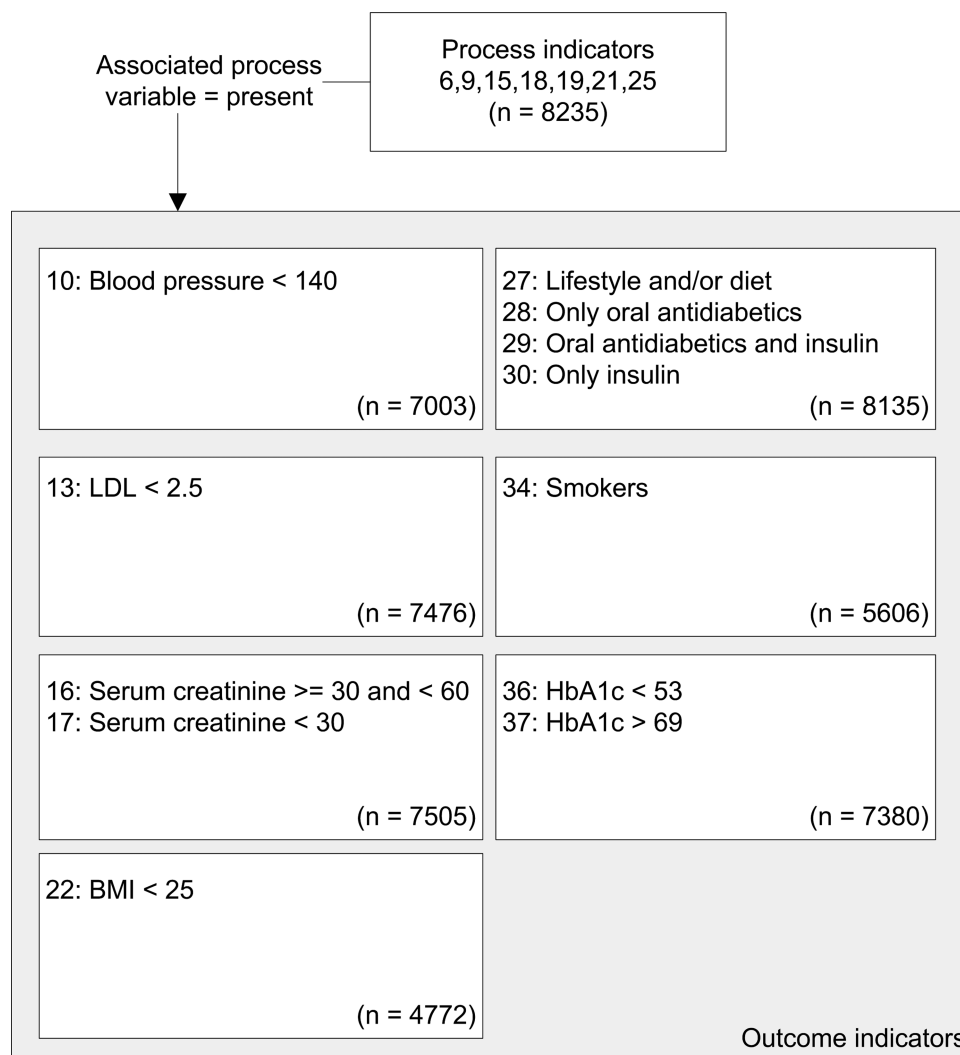 Associated process
variable = present
Process indicators
6,9,15,18,19,21,25
(n = 8235)
10: Blood pressure < 140
(n = 7003)
27: Lifestyle and/or diet
28: Only oral antidiabetics
29: Oral antidiabetics and insulin
30: Only insulin
(n = 8135)
13: LDL < 2.5
(n = 7476)
34: Smokers
(n = 5606)
16: Serum creatinine >= 30 and < 60
17: Serum creatinine < 30
(n = 7505)
36: HbA1c < 53
37: HbA1c > 69
(n = 7380)
22: BMI < 25
(n = 4772)
Outcome indicators